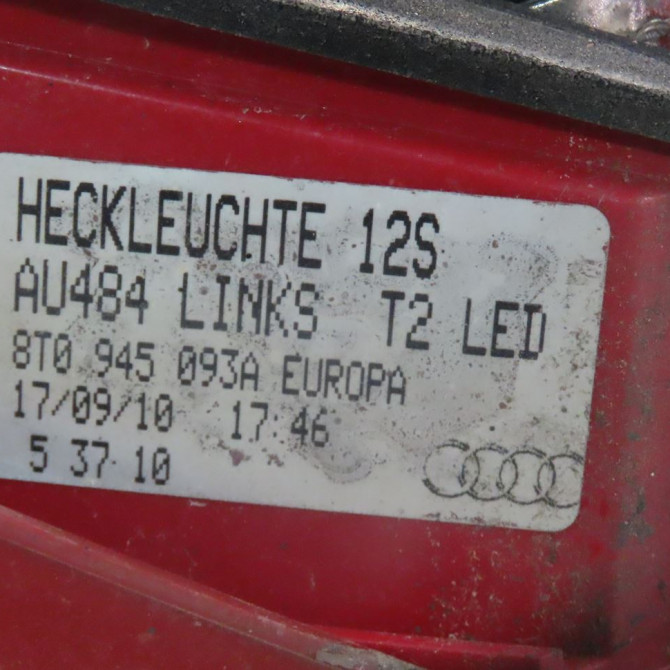 HECKLEUCHTE 12S
AU484 LINKS T2 LED
8T0 945 093A EUROPA
17/09/10 17:46
5 37 10